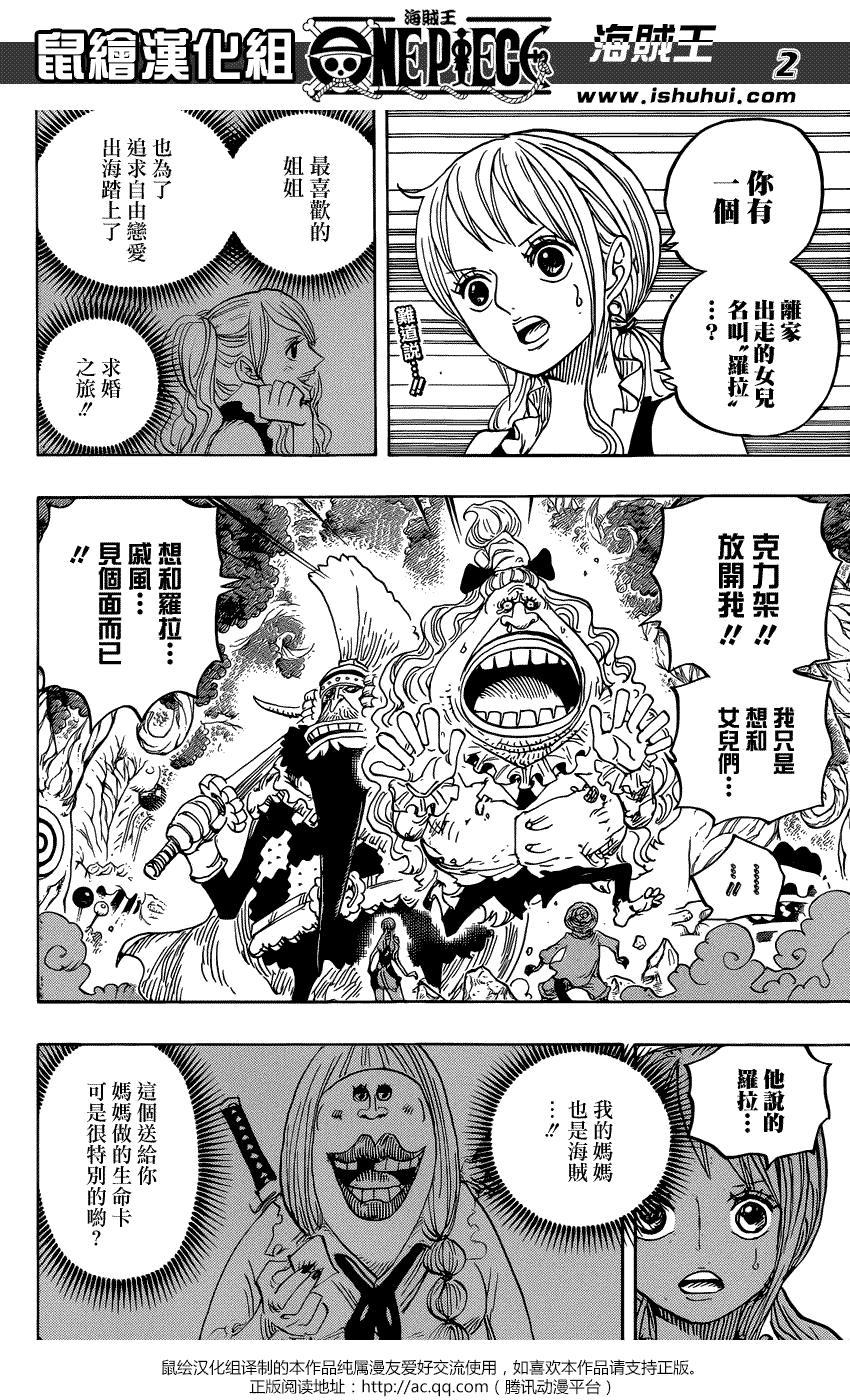 鼠繪漢化組
海賊王
ONE PIECE
海賊王
2
www.ishuhui.com
你有
一個
離家
出走的女兒
名叫“羅拉”
…？
難道說…!!
最喜歡的
姐姐
也為了
追求自由戀愛
出海踏上了
求婚
之旅!!
克力架!!
放開我!!
我只是
想和
女兒們…
……!!
想和羅拉…
戚風…
見個面而已
!!
他說的
羅拉…
我的媽媽
也是海賊
…!!
這個送給你
媽媽做的生命卡
可是很特別的喲？
鼠绘汉化组译制的本作品纯属漫友爱好交流使用，如喜欢本作品请支持正版。
正版阅读地址：http://ac.qq.com（腾讯动漫平台）